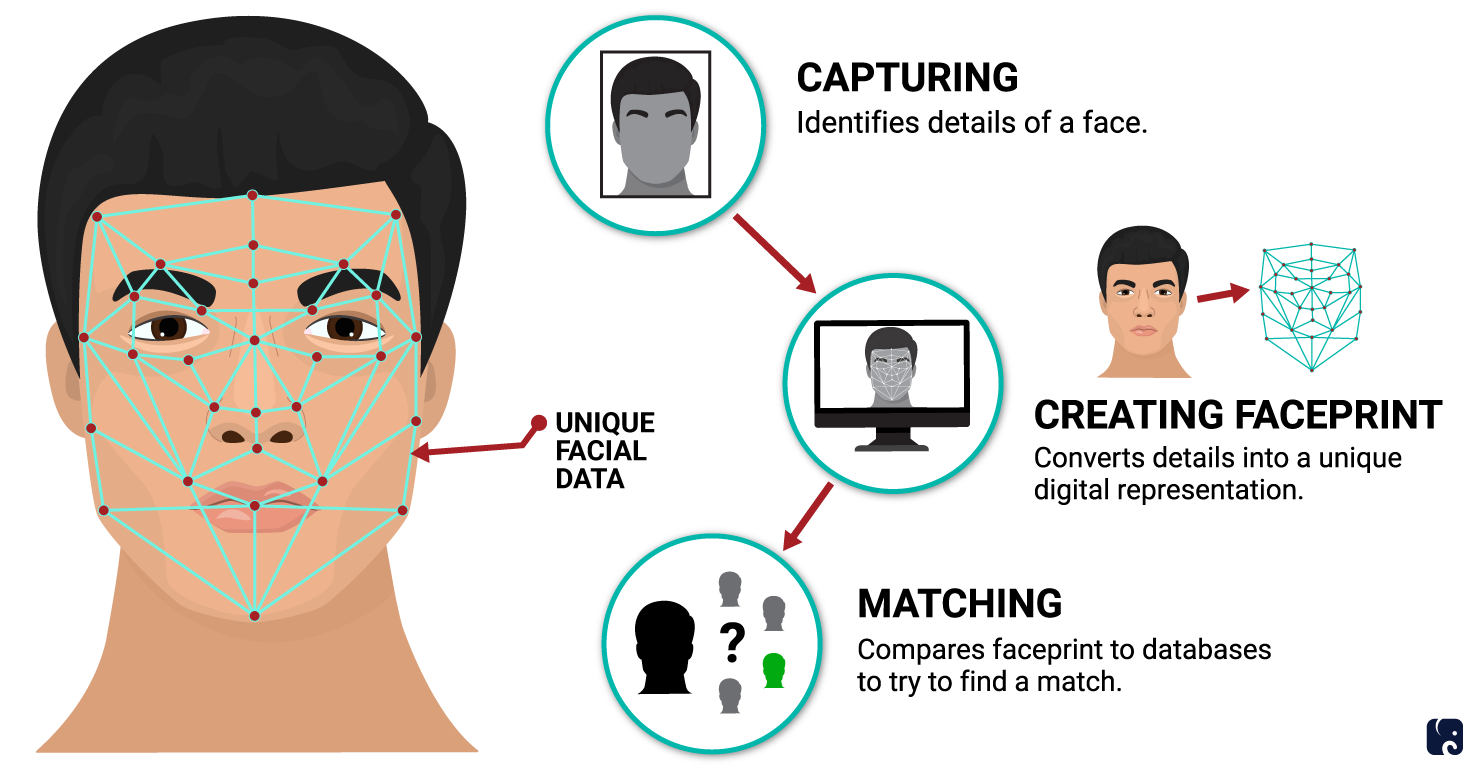 CAPTURING
Identifies details of a face.
UNIQUE
FACIAL
DATA
CREATING FACEPRINT
Converts details into a unique
digital representation.
?
MATCHING
Compares faceprint to databases
to try to find a match.